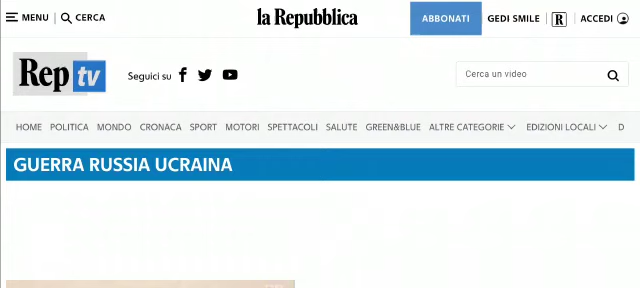 MENU | CERCA
la Repubblica
ABBONATI
GEDI SMILE | R | ACCEDI
Rep tv
Seguici su
Cerca un video
HOME POLITICA MONDO CRONACA SPORT MOTORI SPETTACOLI SALUTE GREEN&BLUE ALTRE CATEGORIE EDIZIONI LOCALI D
GUERRA RUSSIA UCRAINA